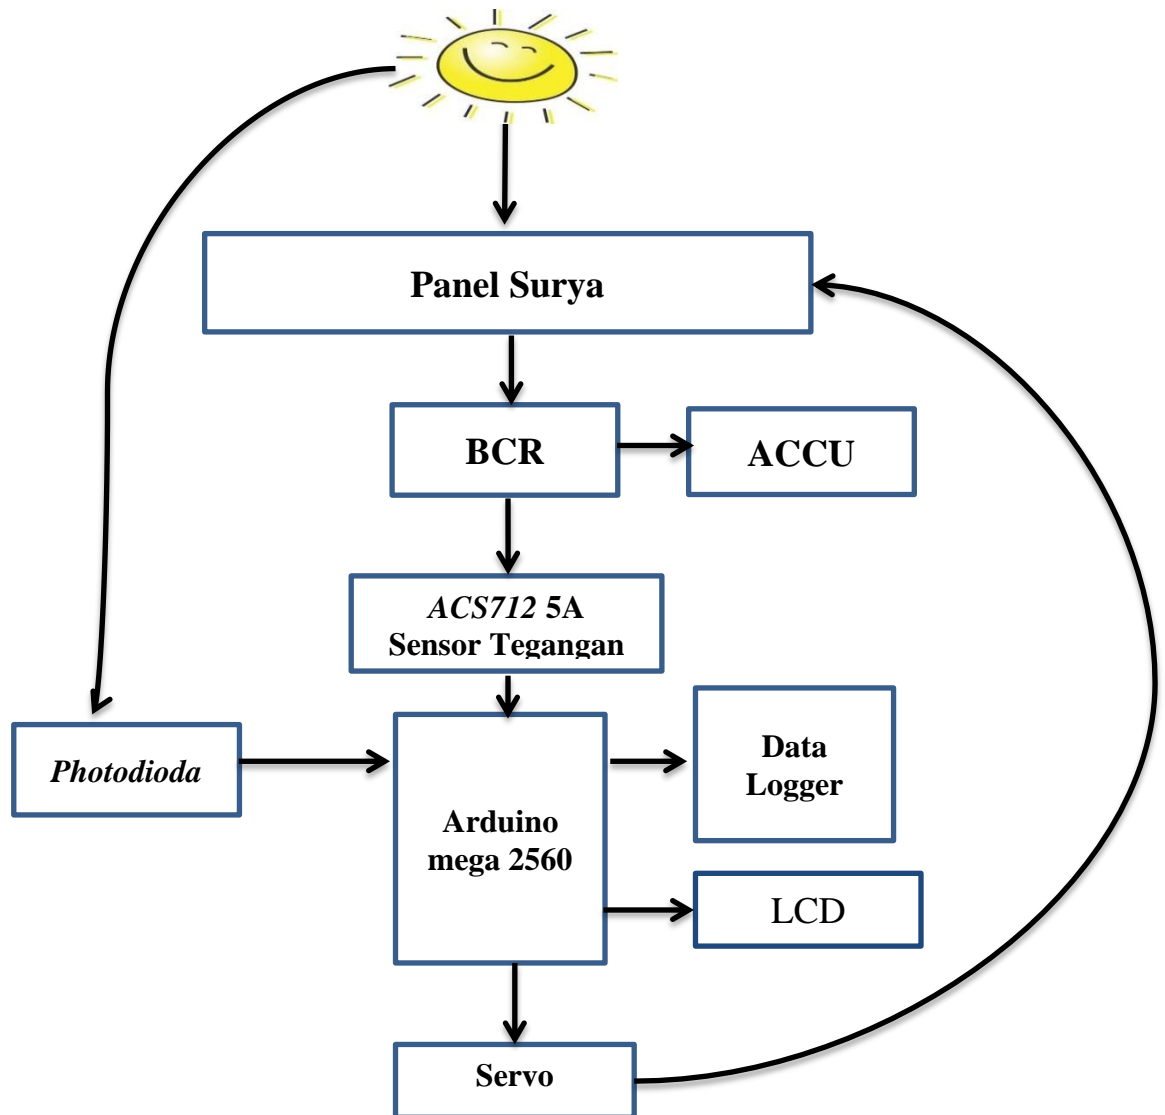 Panel Surya
BCR
ACCU
ACS712 5A
Sensor Tegangan
Photodioda
Arduino
mega 2560
Data
Logger
LCD
Servo